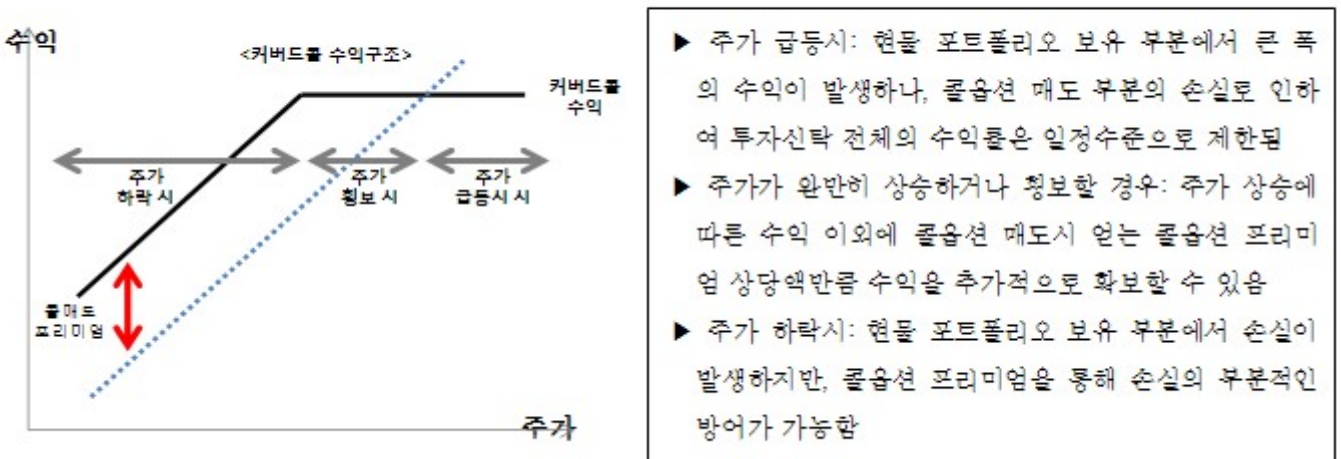 수익
<커버드콜 수익구조>
커버드콜
수익
주가
하락 시
주가
횡보 시
주가
급등시 시
콜매도
프리미엄
주가
▶ 주가 급등시: 현물 포트폴리오 보유 부분에서 큰 폭
의 수익이 발생하나, 콜옵션 매도 부분의 손실로 인하
여 투자신탁 전체의 수익률은 일정수준으로 제한됨
▶ 주가가 완만히 상승하거나 횡보할 경우: 주가 상승에
따른 수익 이외에 콜옵션 매도시 얻는 콜옵션 프리미
엄 상당액만큼 수익을 추가적으로 확보할 수 있음
▶ 주가 하락시: 현물 포트폴리오 보유 부분에서 손실이
발생하지만, 콜옵션 프리미엄을 통해 손실의 부분적인
방어가 가능함